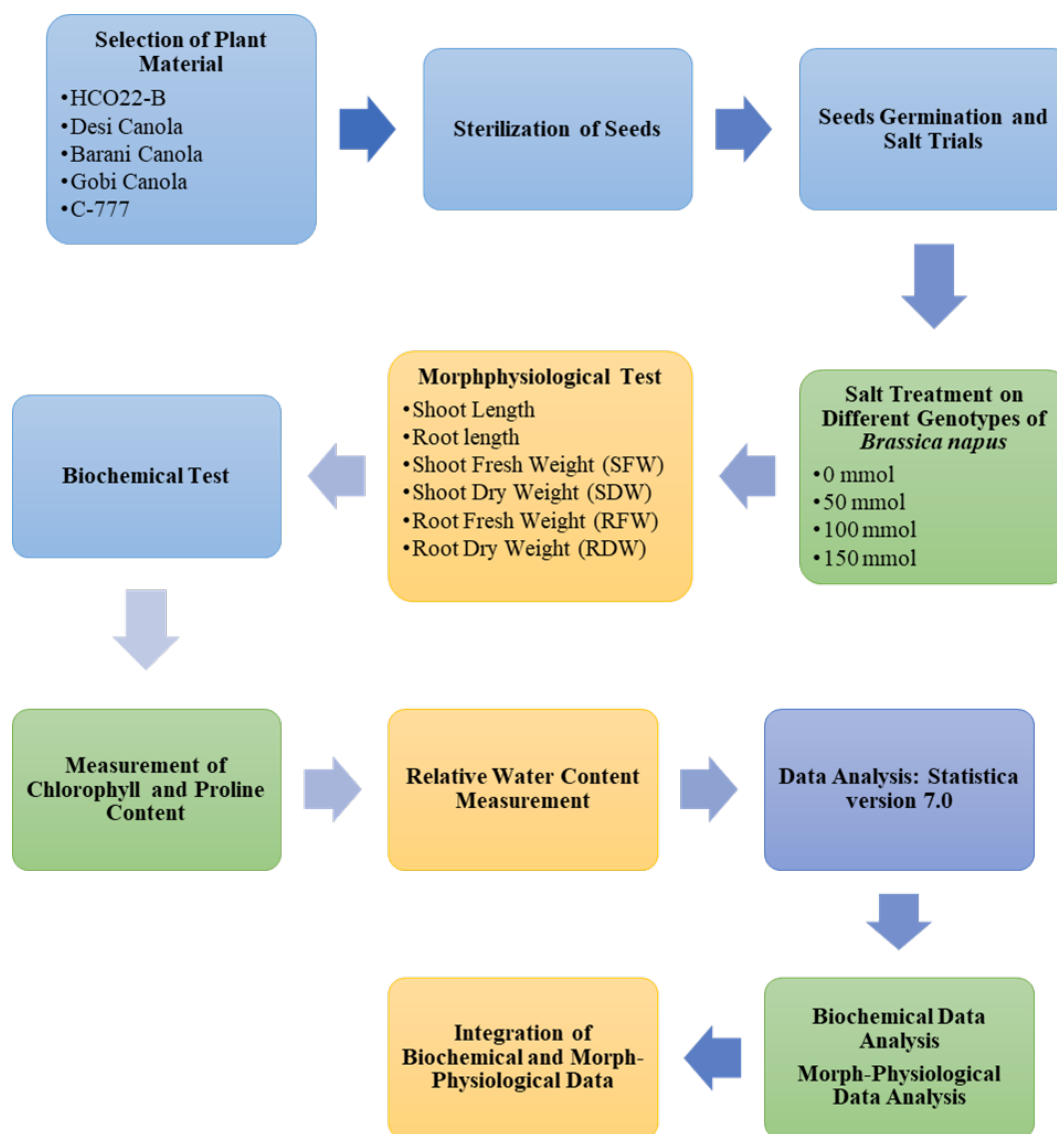 Selection of Plant
Material
•HCO22-B
•Desi Canola
•Barani Canola
•Gobi Canola
•C-777
Sterilization of Seeds
Seeds Germination and
Salt Trials
Salt Treatment on
Different Genotypes of
Brassica napus
•0 mmol
•50 mmol
•100 mmol
•150 mmol
Morphphysiological Test
•Shoot Length
•Root length
•Shoot Fresh Weight (SFW)
•Shoot Dry Weight (SDW)
•Root Fresh Weight (RFW)
•Root Dry Weight (RDW)
Biochemical Test
Measurement of
Chlorophyll and Proline
Content
Relative Water Content
Measurement
Data Analysis: Statistica
version 7.0
Biochemical Data
Analysis
Morph-Physiological
Data Analysis
Integration of
Biochemical and Morph-
Physiological Data